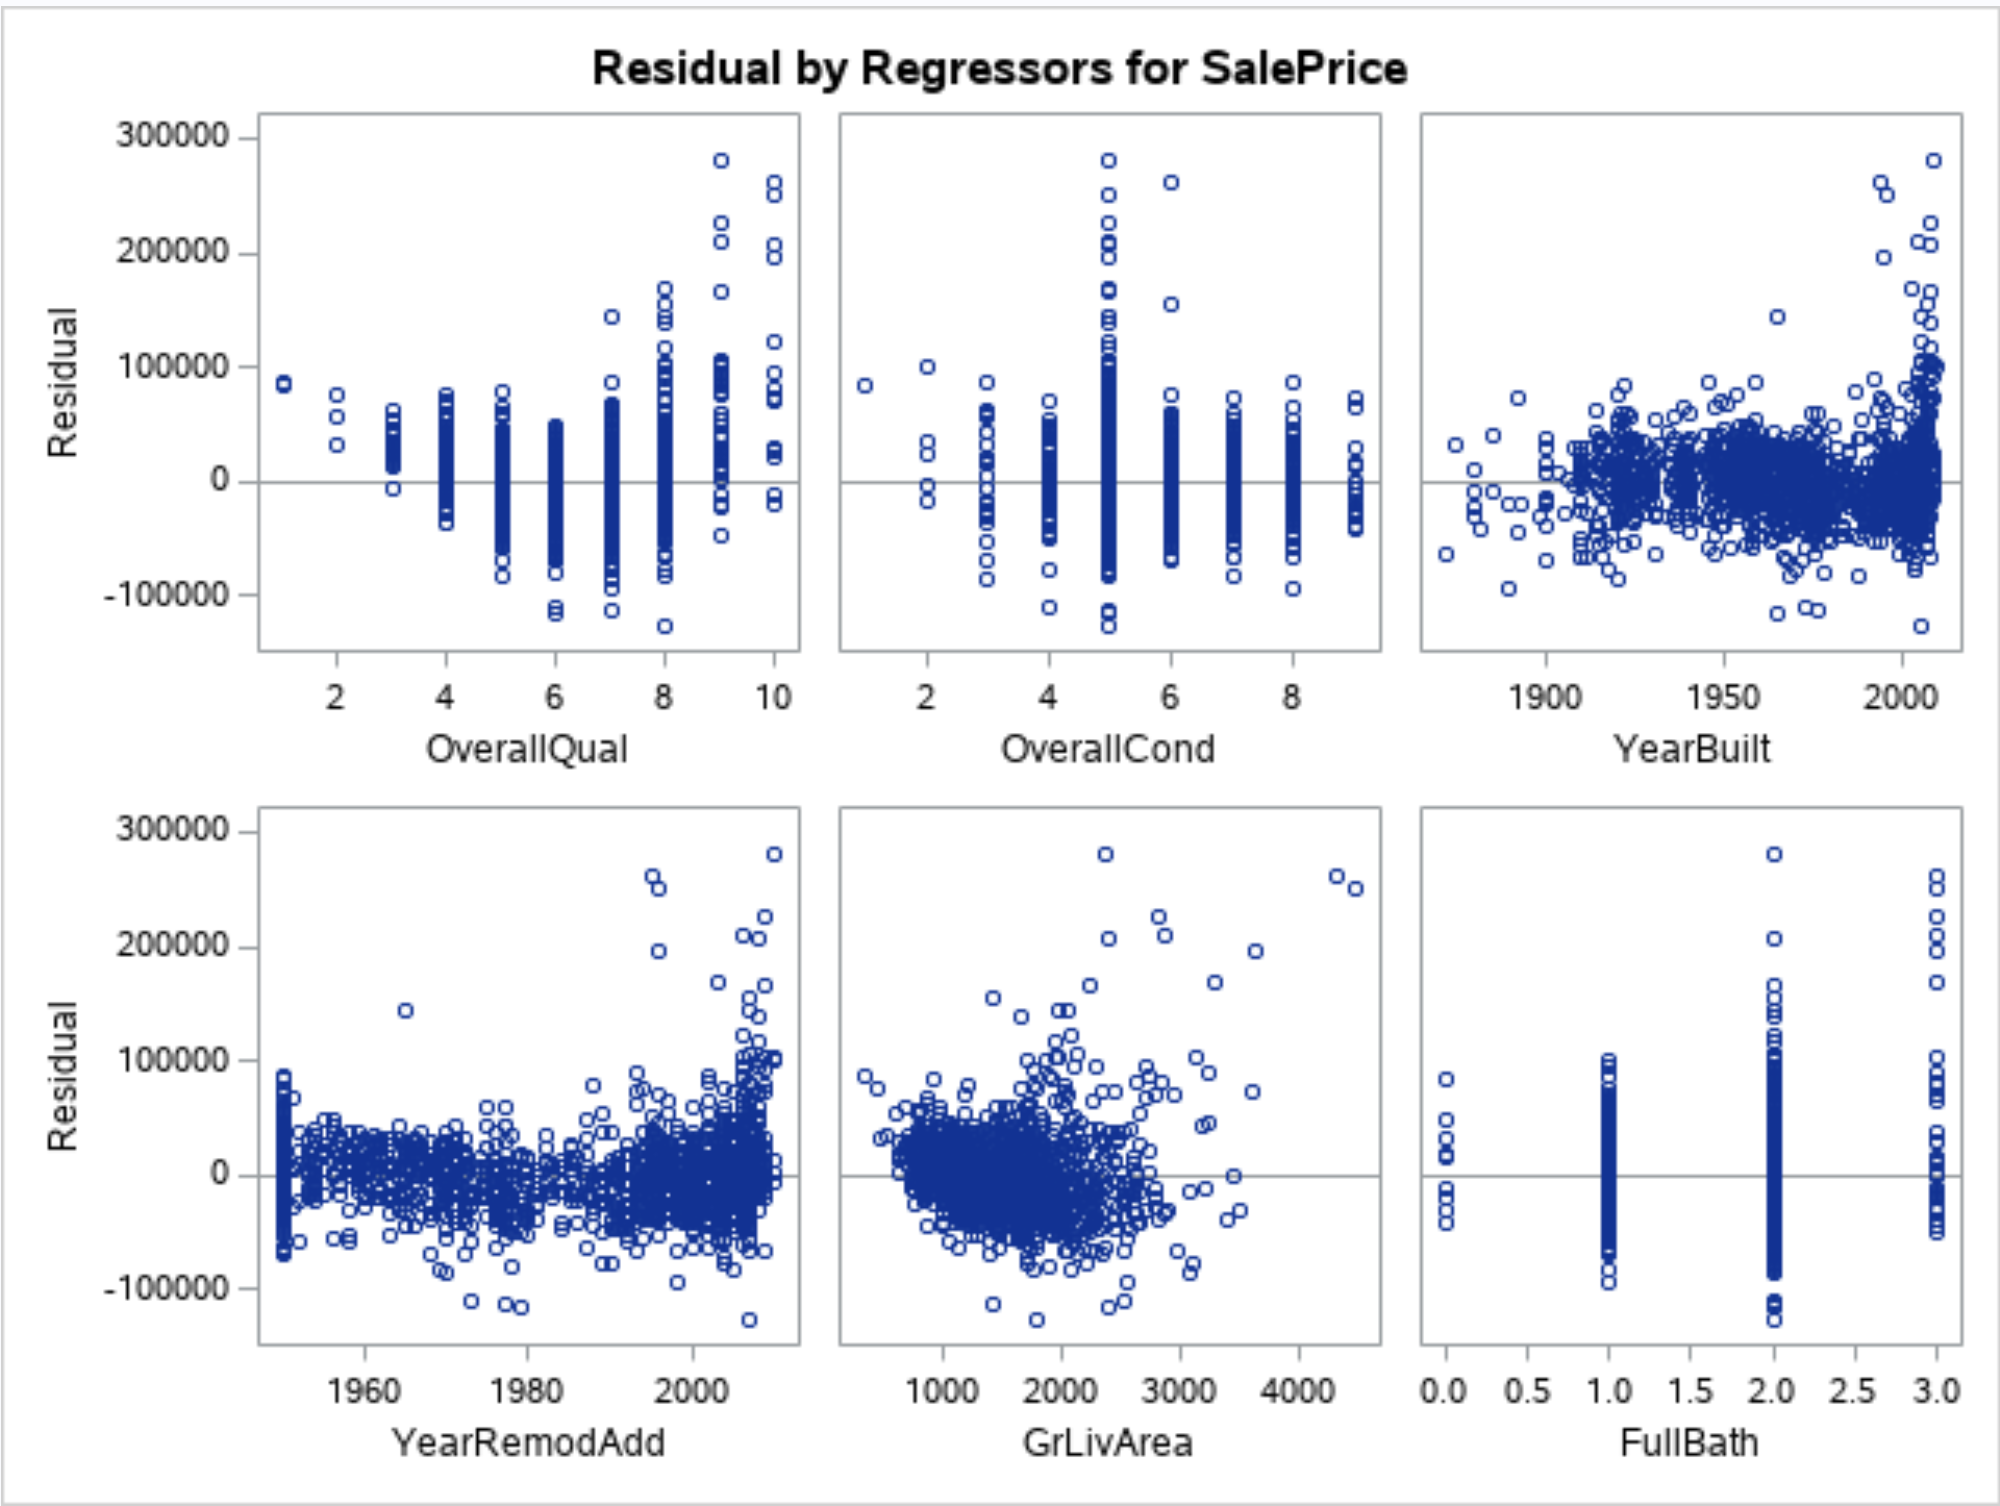 Residual by Regressors for SalePrice
300000
200000
100000
0
-100000
Residual
2 4 6 8 10
2 4 6 8
1900 1950 2000
OverallQual
OverallCond
YearBuilt
300000
200000
100000
0
-100000
Residual
1960 1980 2000
1000 2000 3000 4000
0.0 0.5 1.0 1.5 2.0 2.5 3.0
YearRemodAdd
GrLivArea
FullBath